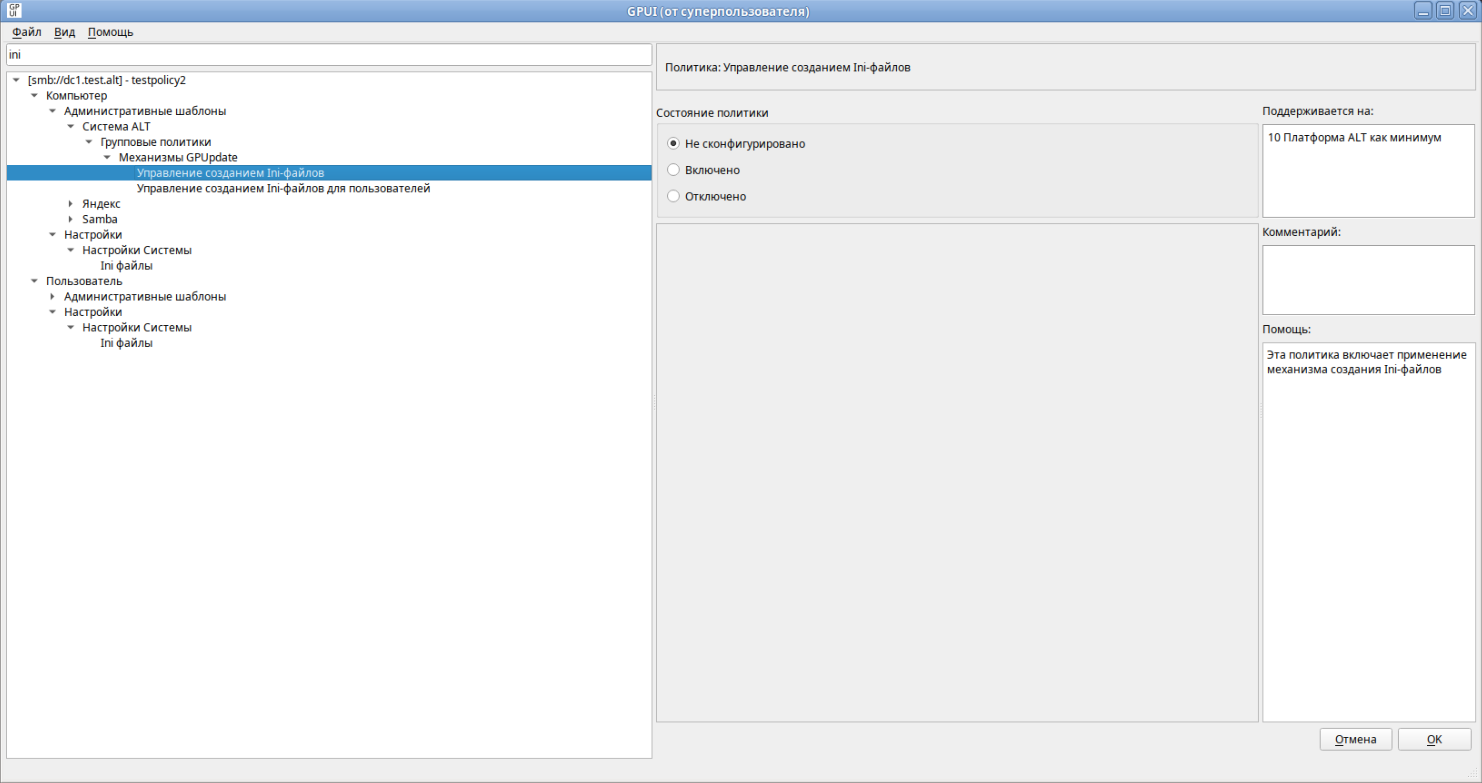 GPUI
GPUI (от суперпользователя)
Файл Вид Помощь
ini
[smb://dc1.test.alt] - testpolicy2
Компьютер
Административные шаблоны
Система ALT
Групповые политики
Механизмы GPUpdate
Управление созданием Ini-файлов
Управление созданием Ini-файлов для пользователей
Яндекс
Samba
Настройки
Настройки Системы
Ini файлы
Пользователь
Административные шаблоны
Настройки
Настройки Системы
Ini файлы
Политика: Управление созданием Ini-файлов
Состояние политики
Не сконфигурировано
Включено
Отключено
Поддерживается на:
10 Платформа ALT как минимум
Комментарий:
Помощь:
Эта политика включает применение
механизма создания Ini-файлов
Отмена
OK